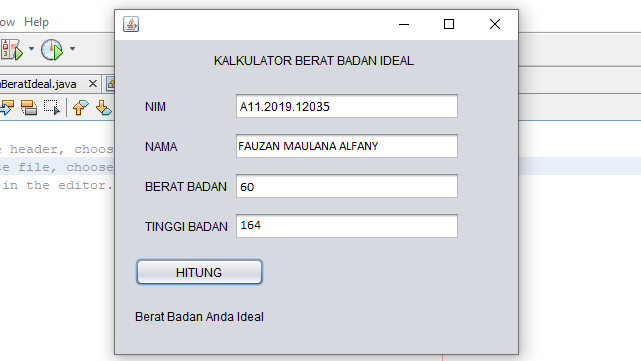 ow Help
BeratIdeal.java
KALKULATOR BERAT BADAN IDEAL
NIM A11.2019.12035
NAMA FAUZAN MAULANA ALFANY
BERAT BADAN 60
TINGGI BADAN 164
HITUNG
Berat Badan Anda Ideal
e header, choos
te file, choose
in the editor.